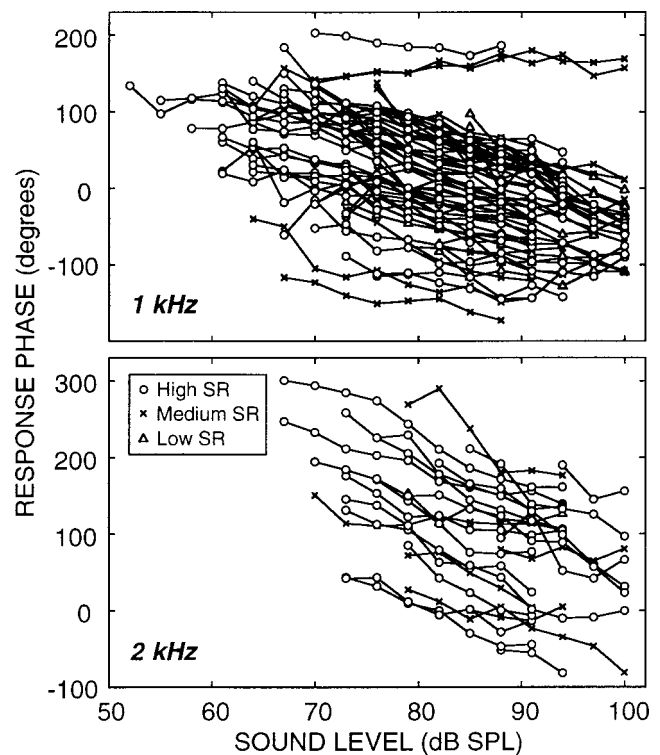 200
100
0
-100
1 kHz
RESPONSE PHASE (degrees)
300
200
100
0
-100
High SR
Medium SR
Low SR
2 kHz
50 60 70 80 90 100
SOUND LEVEL (dB SPL)